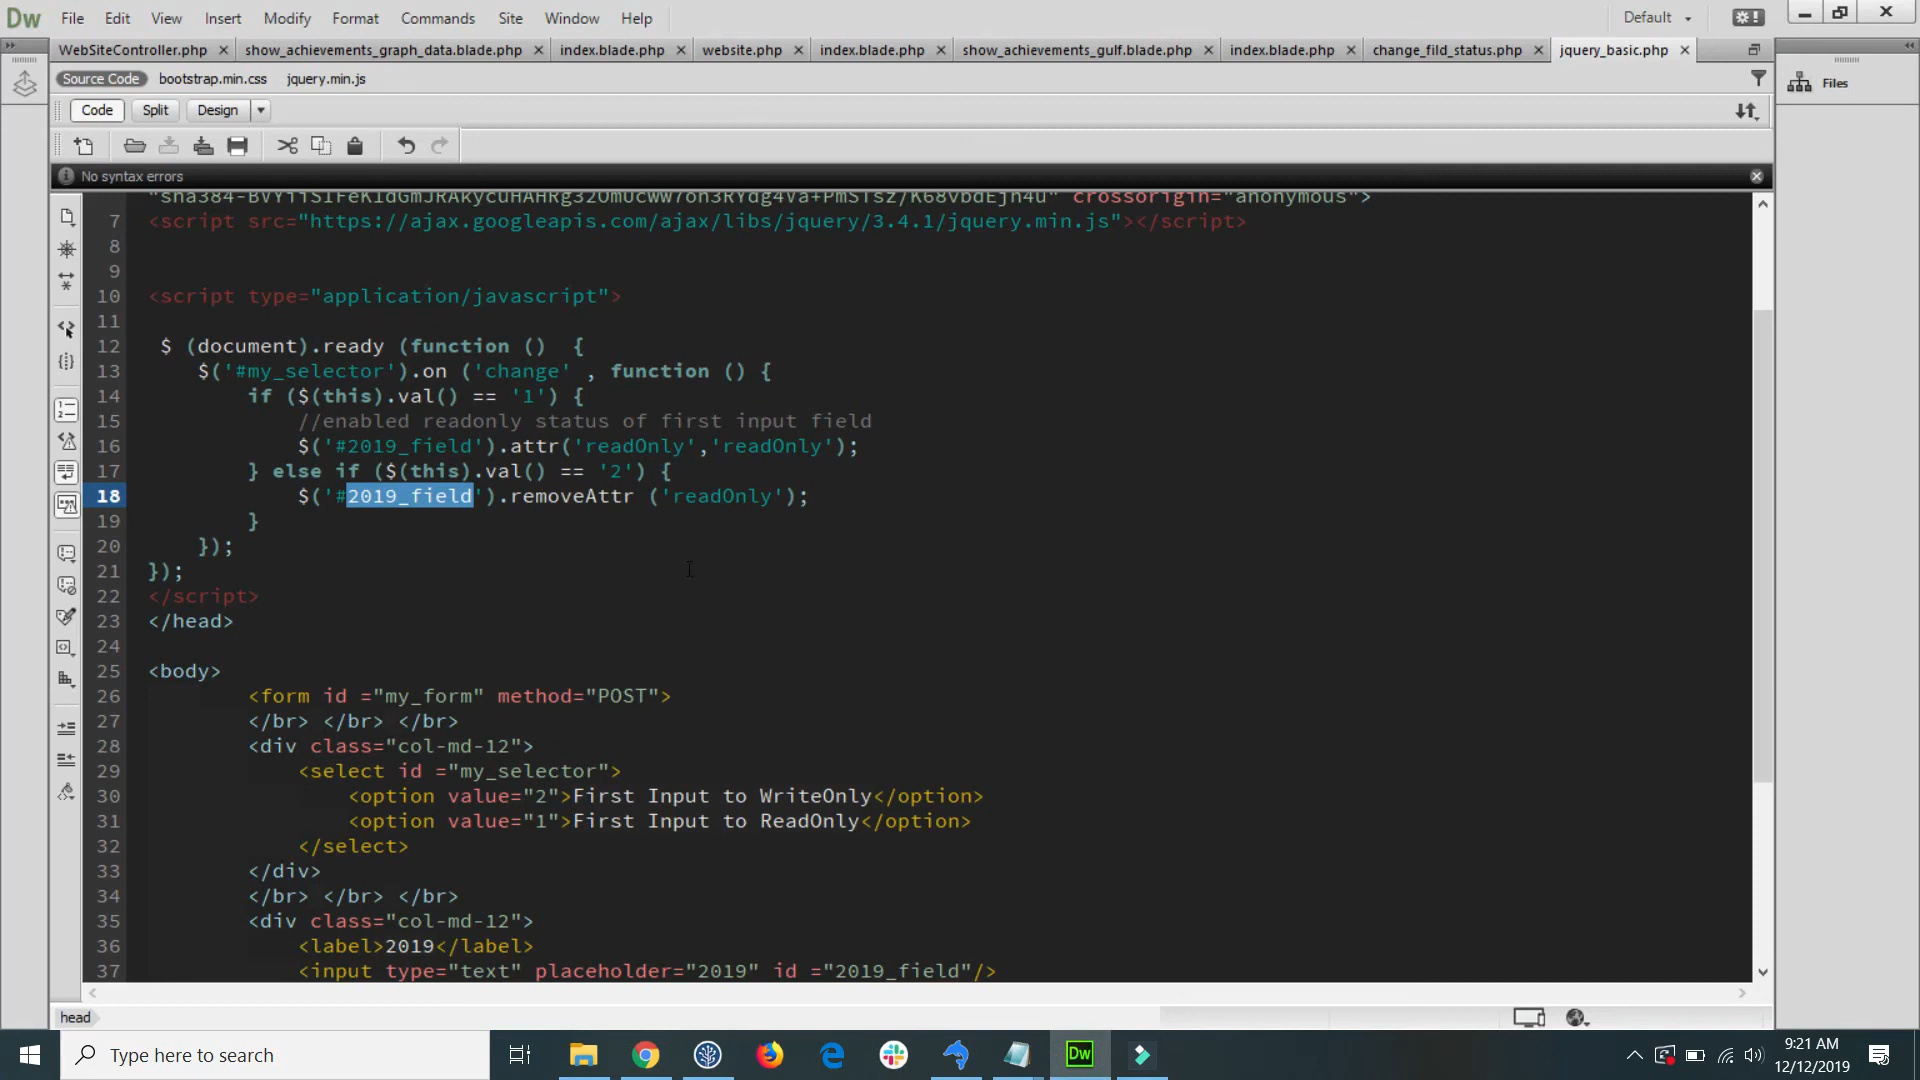 Dw File Edit View Insert Modify Format Commands Site Window Help Default
WebSiteController.php show_achievements_graph_data.blade.php index.blade.php website.php index.blade.php show_achievements_gulf.blade.php index.blade.php change_fild_status.php jquery_basic.php
Source Code bootstrap.min.css jquery.min.js
Files
Code Split Design
No syntax errors
crossorigin="anonymous">
7 <script src="https://ajax.googleapis.com/ajax/libs/jquery/3.4.1/jquery.min.js"></script>
8
9
10 <script type="application/javascript">
11
12 $ (document).ready (function ()  {
13 $('#my_selector').on ('change' , function () {
14 if ($(this).val() == '1') {
15 //enabled readonly status of first input field
16 $('#2019_field').attr('readOnly','readOnly');
17 } else if ($(this).val() == '2') {
18 $('#2019_field').removeAttr ('readOnly');
19 }
20 });
21 });
22 </script>
23 </head>
24
25 <body>
26 <form id ="my_form" method="POST">
27 </br> </br> </br>
28 <div class="col-md-12">
29 <select id ="my_selector">
30 <option value="2">First Input to WriteOnly</option>
31 <option value="1">First Input to ReadOnly</option>
32 </select>
33 </div>
34 </br> </br> </br>
35 <div class="col-md-12">
36 <label>2019</label>
37 <input type="text" placeholder="2019" id ="2019_field"/>
head
Type here to search
Dw
9:21 AM
12/12/2019